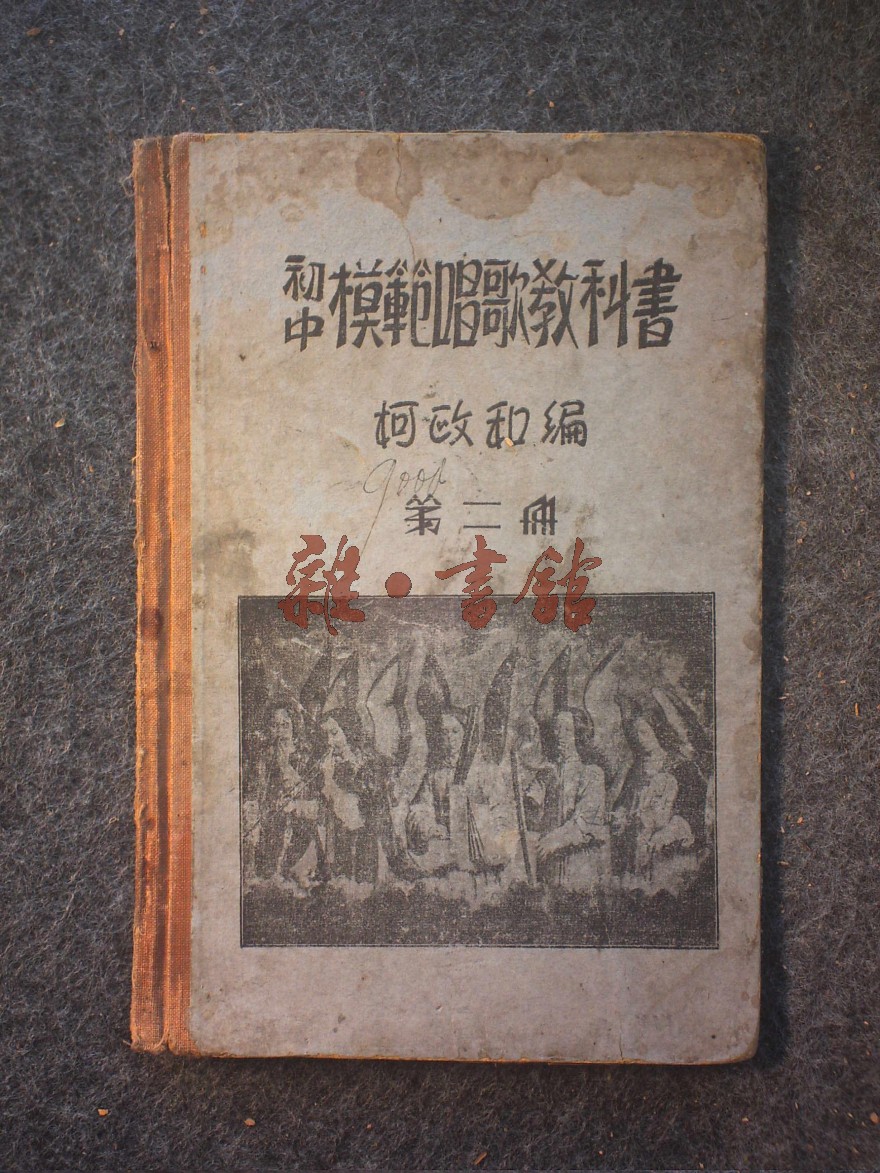 初中模範唱歌教科書
柯政和編
good
第二冊
雜·書館